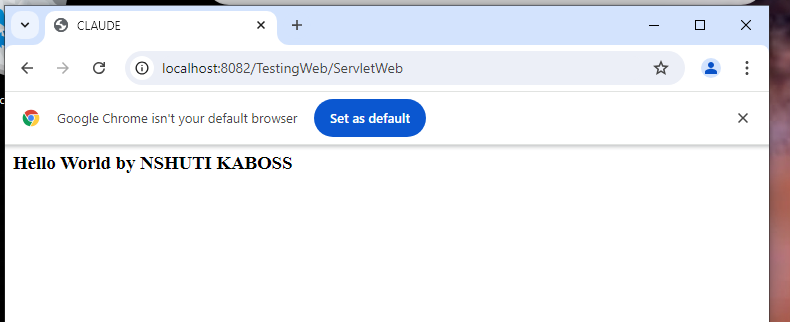 CLAUDE
localhost:8082/TestingWeb/ServletWeb
Google Chrome isn't your default browser Set as default
Hello World by NSHUTI KABOSS